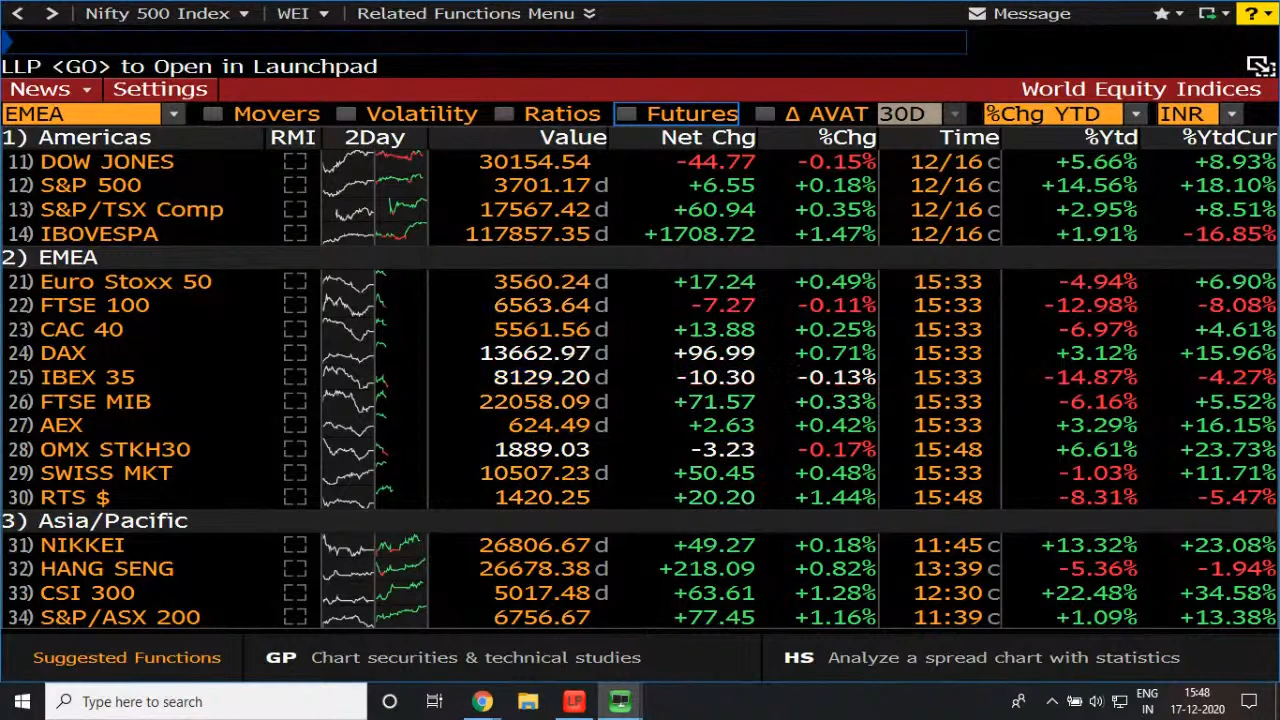 Nifty 500 Index WEI Related Functions Menu Message ?
LLP <GO> to Open in Launchpad
News Settings World Equity Indices
EMEA Movers Volatility Ratios Futures Δ AVAT 30D %Chg YTD INR
1) Americas RMI 2Day Value Net Chg %Chg Time %Ytd %YtdCur
11) DOW JONES 30154.54 -44.77 -0.15% 12/16 c +5.66% +8.93%
12) S&P 500 3701.17 d +6.55 +0.18% 12/16 c +14.56% +18.10%
13) S&P/TSX Comp 17567.42 d +60.94 +0.35% 12/16 c +2.95% +8.51%
14) IBOVESPA 117857.35 d +1708.72 +1.47% 12/16 c +1.91% -16.85%
2) EMEA
21) Euro Stoxx 50 3560.24 d +17.24 +0.49% 15:33 -4.94% +6.90%
22) FTSE 100 6563.64 d -7.27 -0.11% 15:33 -12.98% -8.08%
23) CAC 40 5561.56 d +13.88 +0.25% 15:33 -6.97% +4.61%
24) DAX 13662.97 d +96.99 +0.71% 15:33 +3.12% +15.96%
25) IBEX 35 8129.20 d -10.30 -0.13% 15:33 -14.87% -4.27%
26) FTSE MIB 22058.09 d +71.57 +0.33% 15:33 -6.16% +5.52%
27) AEX 624.49 d +2.63 +0.42% 15:33 +3.29% +16.15%
28) OMX STKH30 1889.03 -3.23 -0.17% 15:48 +6.61% +23.73%
29) SWISS MKT 10507.23 d +50.45 +0.48% 15:33 -1.03% +11.71%
30) RTS $ 1420.25 +20.20 +1.44% 15:48 -8.31% -5.47%
3) Asia/Pacific
31) NIKKEI 26806.67 d +49.27 +0.18% 11:45 c +13.32% +23.08%
32) HANG SENG 26678.38 d +218.09 +0.82% 13:39 c -5.36% -1.94%
33) CSI 300 5017.48 d +63.61 +1.28% 12:30 c +22.48% +34.58%
34) S&P/ASX 200 6756.67 +77.45 +1.16% 11:39 c +1.09% +13.38%
Suggested Functions GP Chart securities & technical studies HS Analyze a spread chart with statistics
Type here to search LP ENG 15:48
IN 17-12-2020